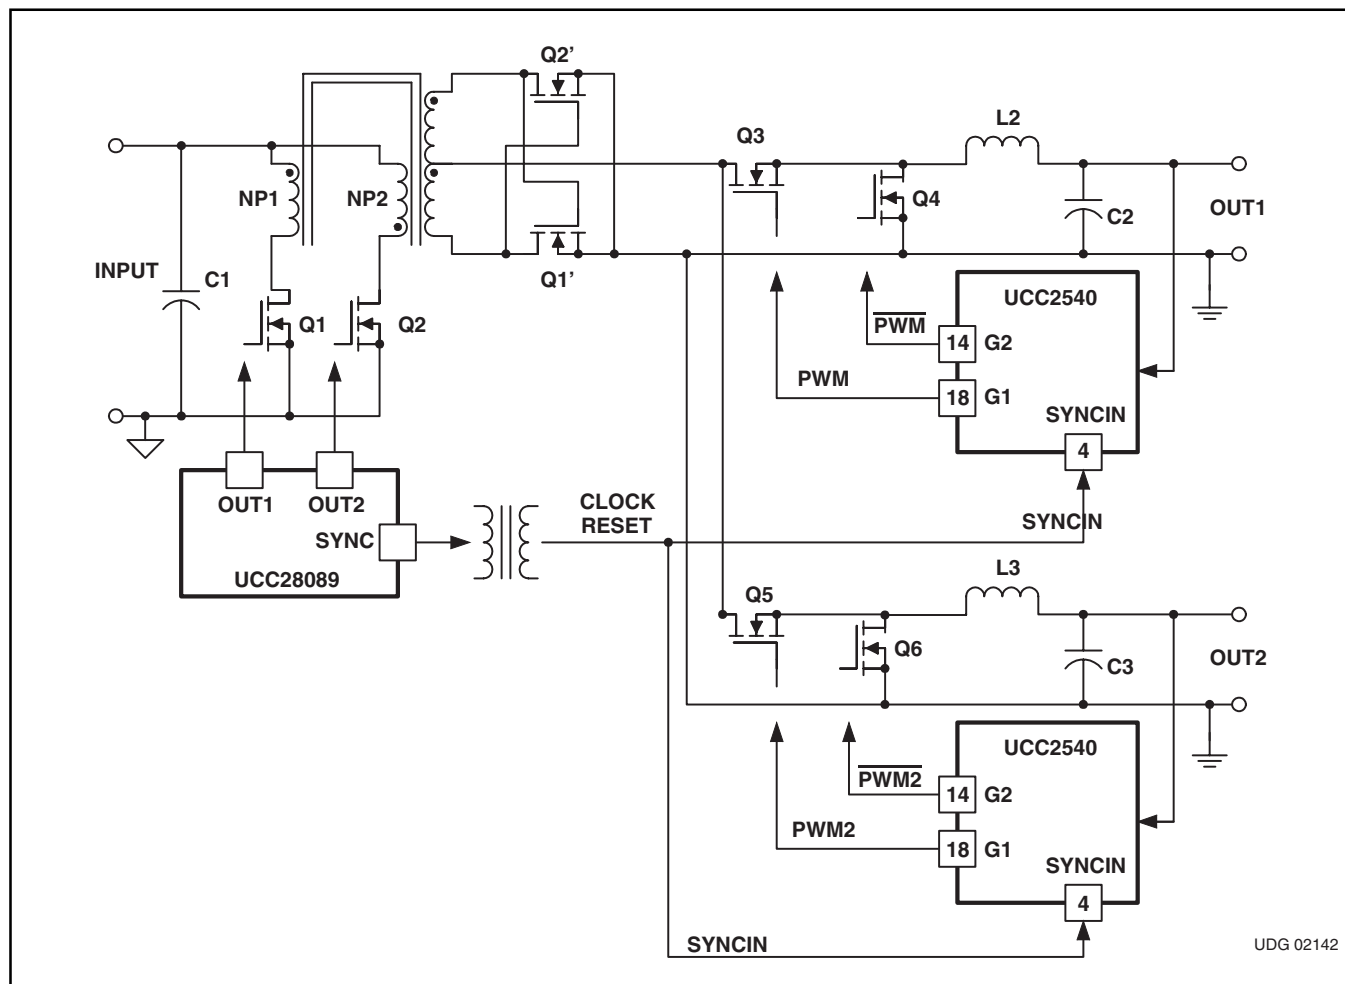 Q2’
Q3
L2
NP1
NP2
Q4
C2
OUT1
INPUT
C1
Q1’
Q1
Q2
UCC2540
PWM
14
G2
PWM
18
G1
SYNCIN
4
OUT1
OUT2
SYNC
UCC28089
CLOCK
RESET
SYNCIN
Q5
L3
Q6
C3
OUT2
UCC2540
PWM2
14
G2
PWM2
18
G1
SYNCIN
4
SYNCIN
UDG 02142